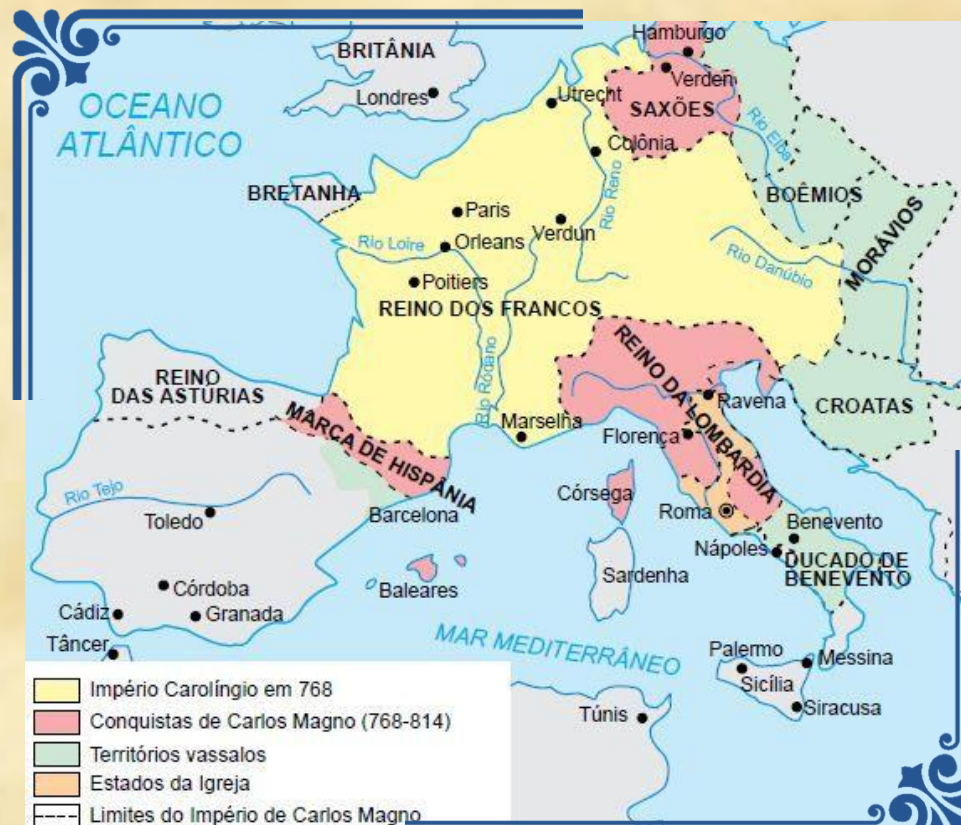 Hamburgo
BRITÂNIA
Verden
Londres
Utrecht
SAXÕES
OCEANO
ATLÂNTICO
Rio Elba
Colônia
BRETANHA
Rio Reno
BOÊMIOS
Paris
Verdun
MORÁVIOS
Rio Loire
Orleans
Rio Danúbio
Poitiers
REINO DOS FRANCOS
REINO
DAS ASTÚRIAS
Rio Ródano
REINO DA LOMBARDIA
Ravena
CROATAS
MARCA DE HISPÂNIA
Marselha
Florença
Rio Tejo
Toledo
Barcelona
Córsega
Roma
Benevento
Nápoles
DUCADO DE
BENEVENTO
Córdoba
Baleares
Sardenha
Cádiz
Granada
Tâncer
MAR MEDITERRÂNEO
Palermo
Messina
Sicília
Siracusa
Túnis
Império Carolíngio em 768
Conquistas de Carlos Magno (768-814)
Territórios vassalos
Estados da Igreja
Limites do Império de Carlos Magno